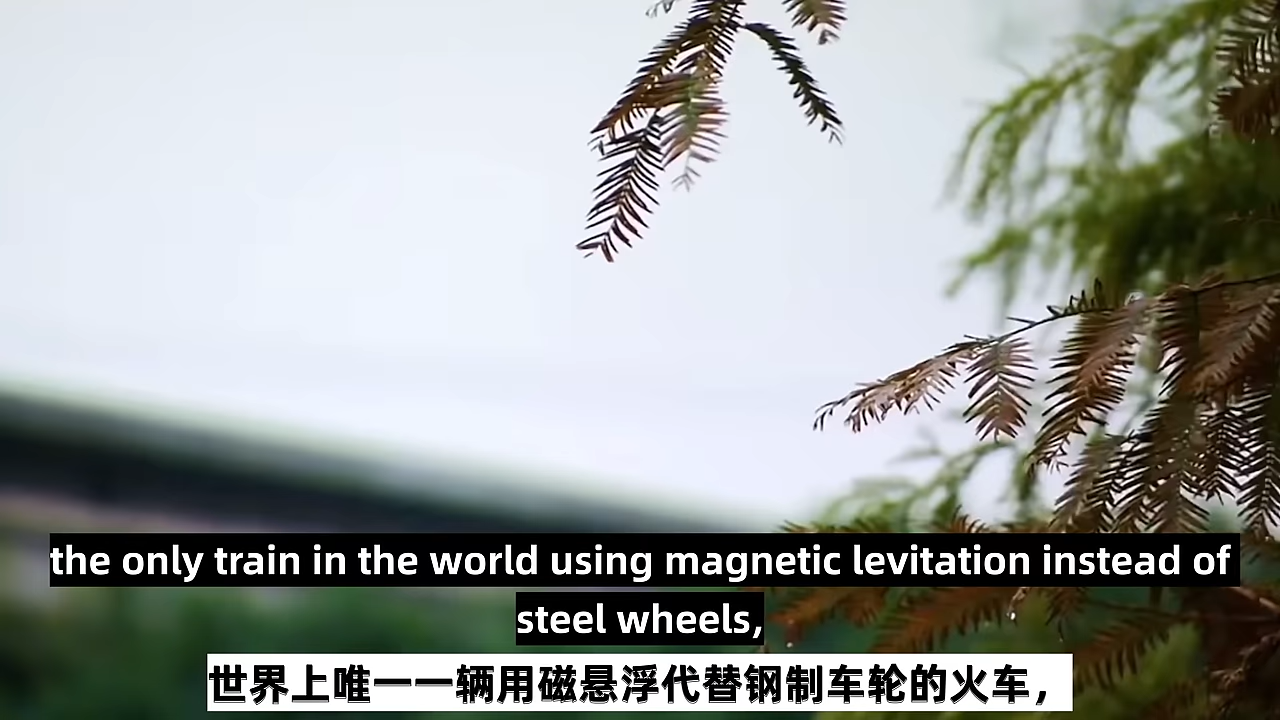 the only train in the world using magnetic levitation instead of
steel wheels,
世界上唯一一辆用磁悬浮代替钢制车轮的火车，